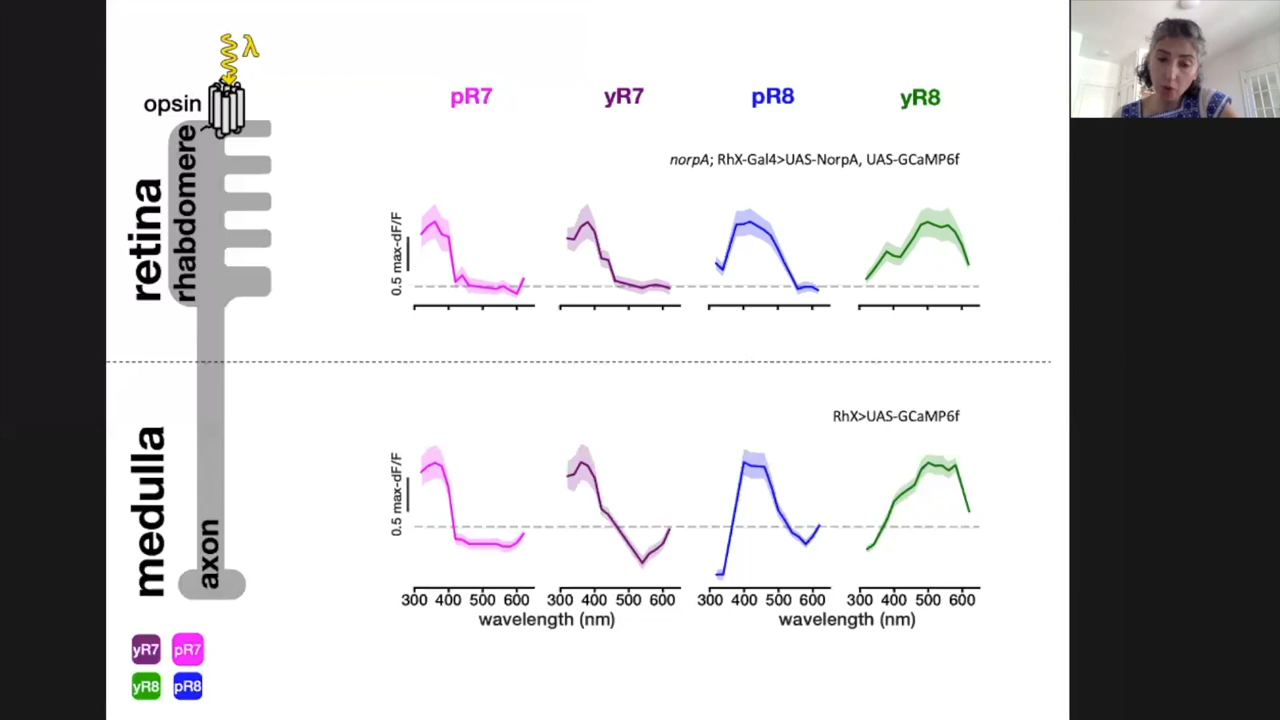 λ
opsin
retina
rhabdomere
pR7
yR7
pR8
yR8
norpA; RhX-Gal4>UAS-NorpA, UAS-GCaMP6f
0.5 max-dF/F
medulla
axon
RhX>UAS-GCaMP6f
0.5 max-dF/F
300 400 500 600
300 400 500 600
300 400 500 600
300 400 500 600
wavelength (nm)
wavelength (nm)
yR7
pR7
yR8
pR8